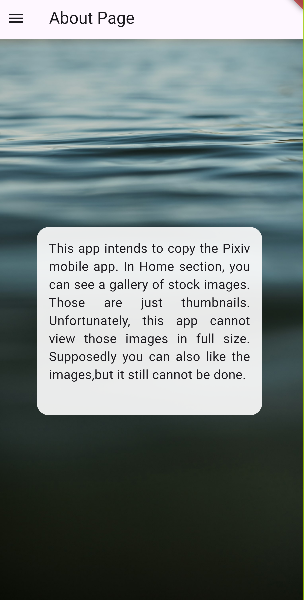 About Page
This app intends to copy the Pixiv
mobile app. In Home section, you
can see a gallery of stock images.
Those are just thumbnails.
Unfortunately, this app cannot
view those images in full size.
Supposedly you can also like the
images,but it still cannot be done.